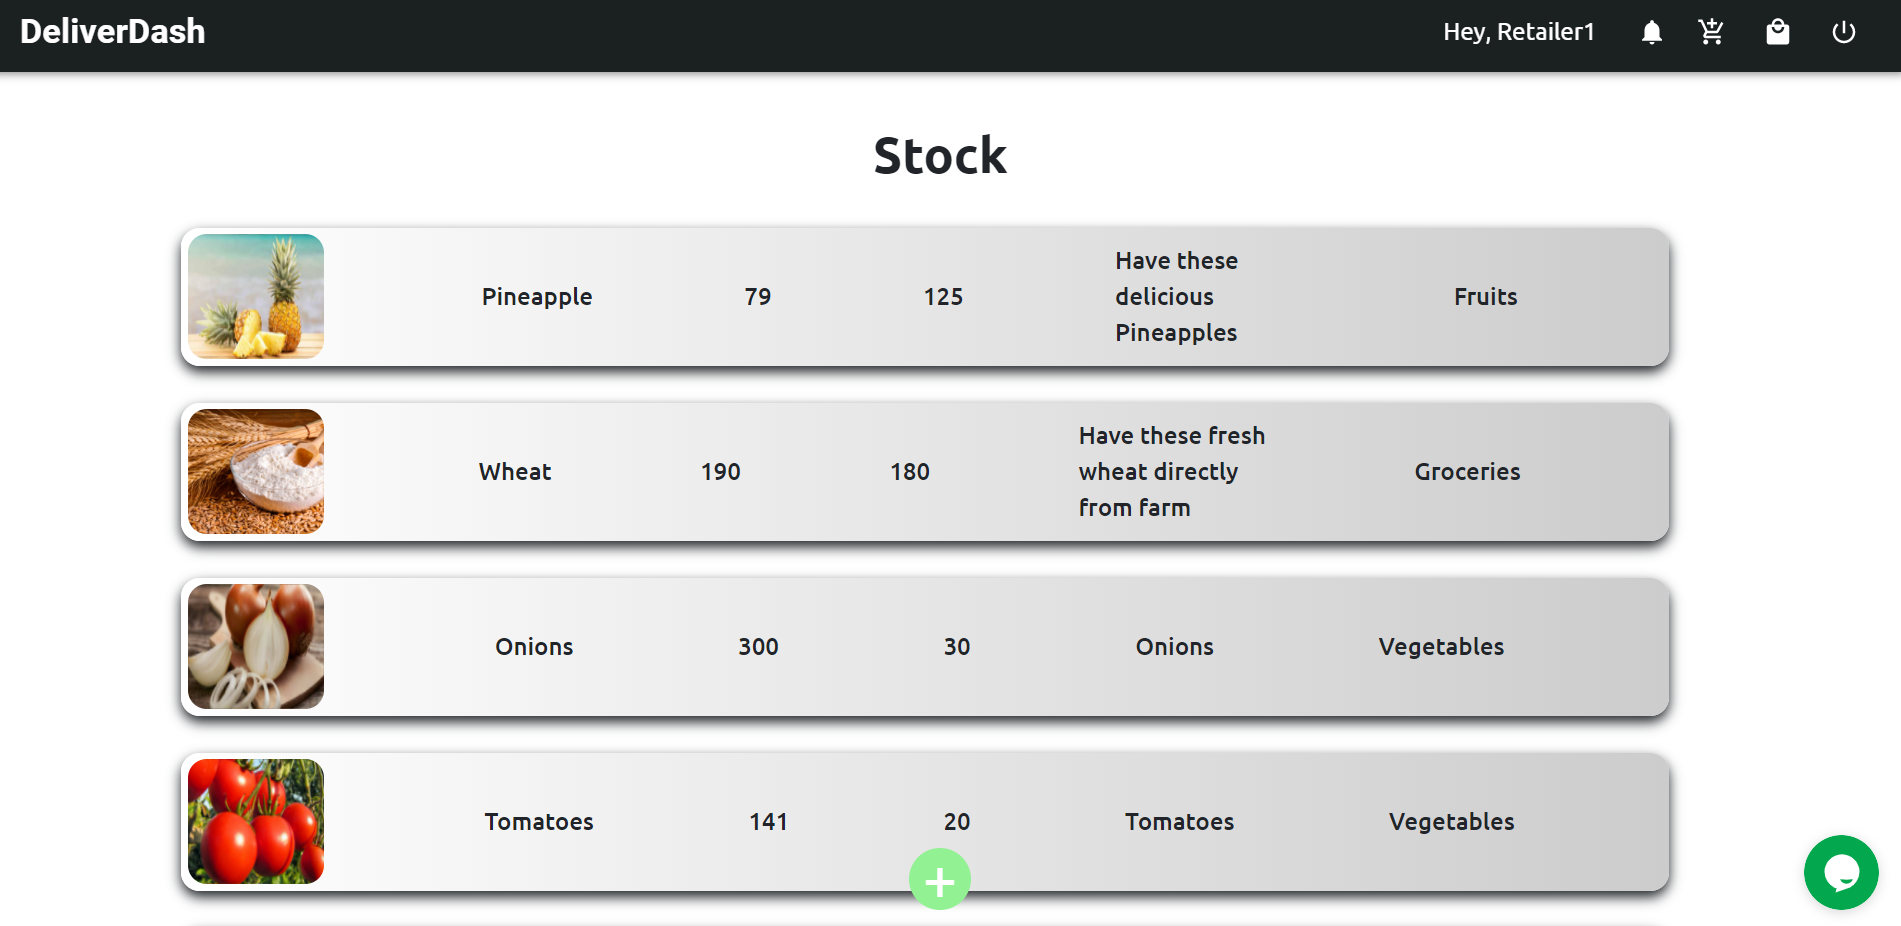 DeliverDash
Hey, Retailer1
Stock
Pineapple
79
125
Have these
delicious
Pineapples
Fruits
Wheat
190
180
Have these fresh
wheat directly
from farm
Groceries
Onions
300
30
Onions
Vegetables
Tomatoes
141
20
Tomatoes
Vegetables